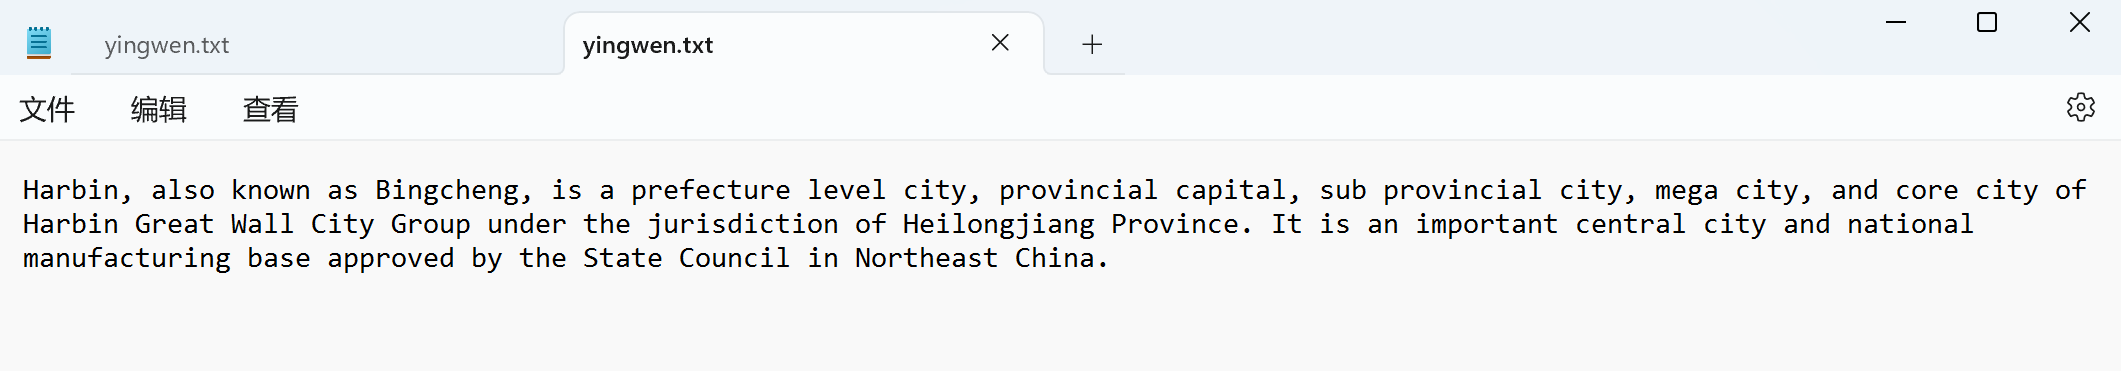 yingwen.txt
yingwen.txt
文件 编辑 查看
Harbin, also known as Bingcheng, is a prefecture level city, provincial capital, sub provincial city, mega city, and core city of
Harbin Great Wall City Group under the jurisdiction of Heilongjiang Province. It is an important central city and national
manufacturing base approved by the State Council in Northeast China.